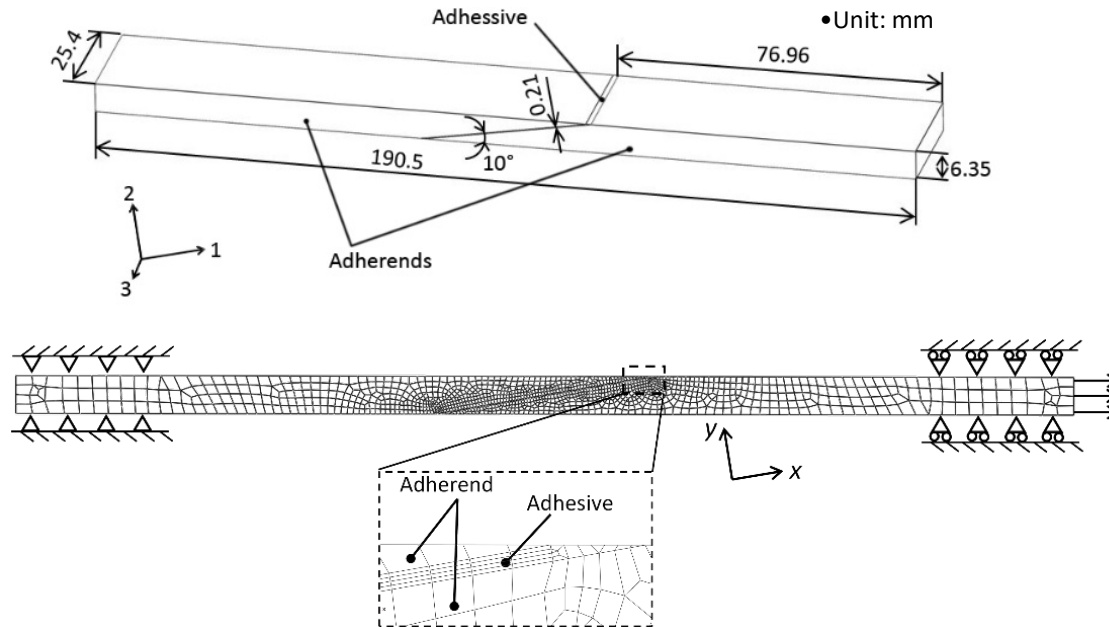 Adhessive
•Unit: mm
25.4
76.96
0.21
10°
190.5
6.35
2
1
3
Adherends
y
x
Adherend
Adhesive